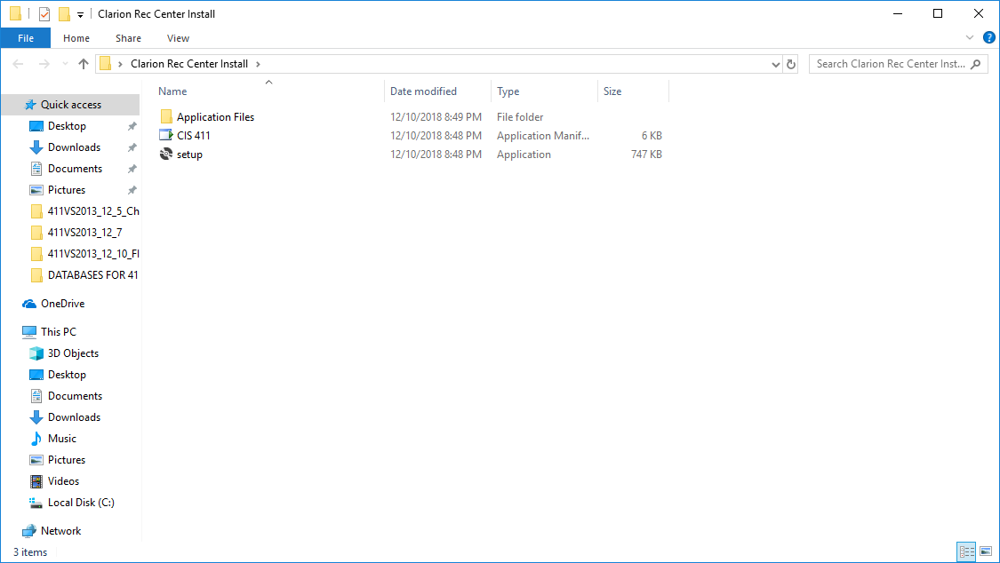 Clarion Rec Center Install
File Home Share View
Clarion Rec Center Install
Search Clarion Rec Center Inst...
Name Date modified Type Size
Application Files 12/10/2018 8:49 PM File folder
CIS 411 12/10/2018 8:48 PM Application Manif... 6 KB
setup 12/10/2018 8:48 PM Application 747 KB
Quick access
Desktop
Downloads
Documents
Pictures
411VS2013_12_5_Ch
411VS2013_12_7
411VS2013_12_10_FI
DATABASES FOR 41
OneDrive
This PC
3D Objects
Desktop
Documents
Downloads
Music
Pictures
Videos
Local Disk (C:)
Network
3 items